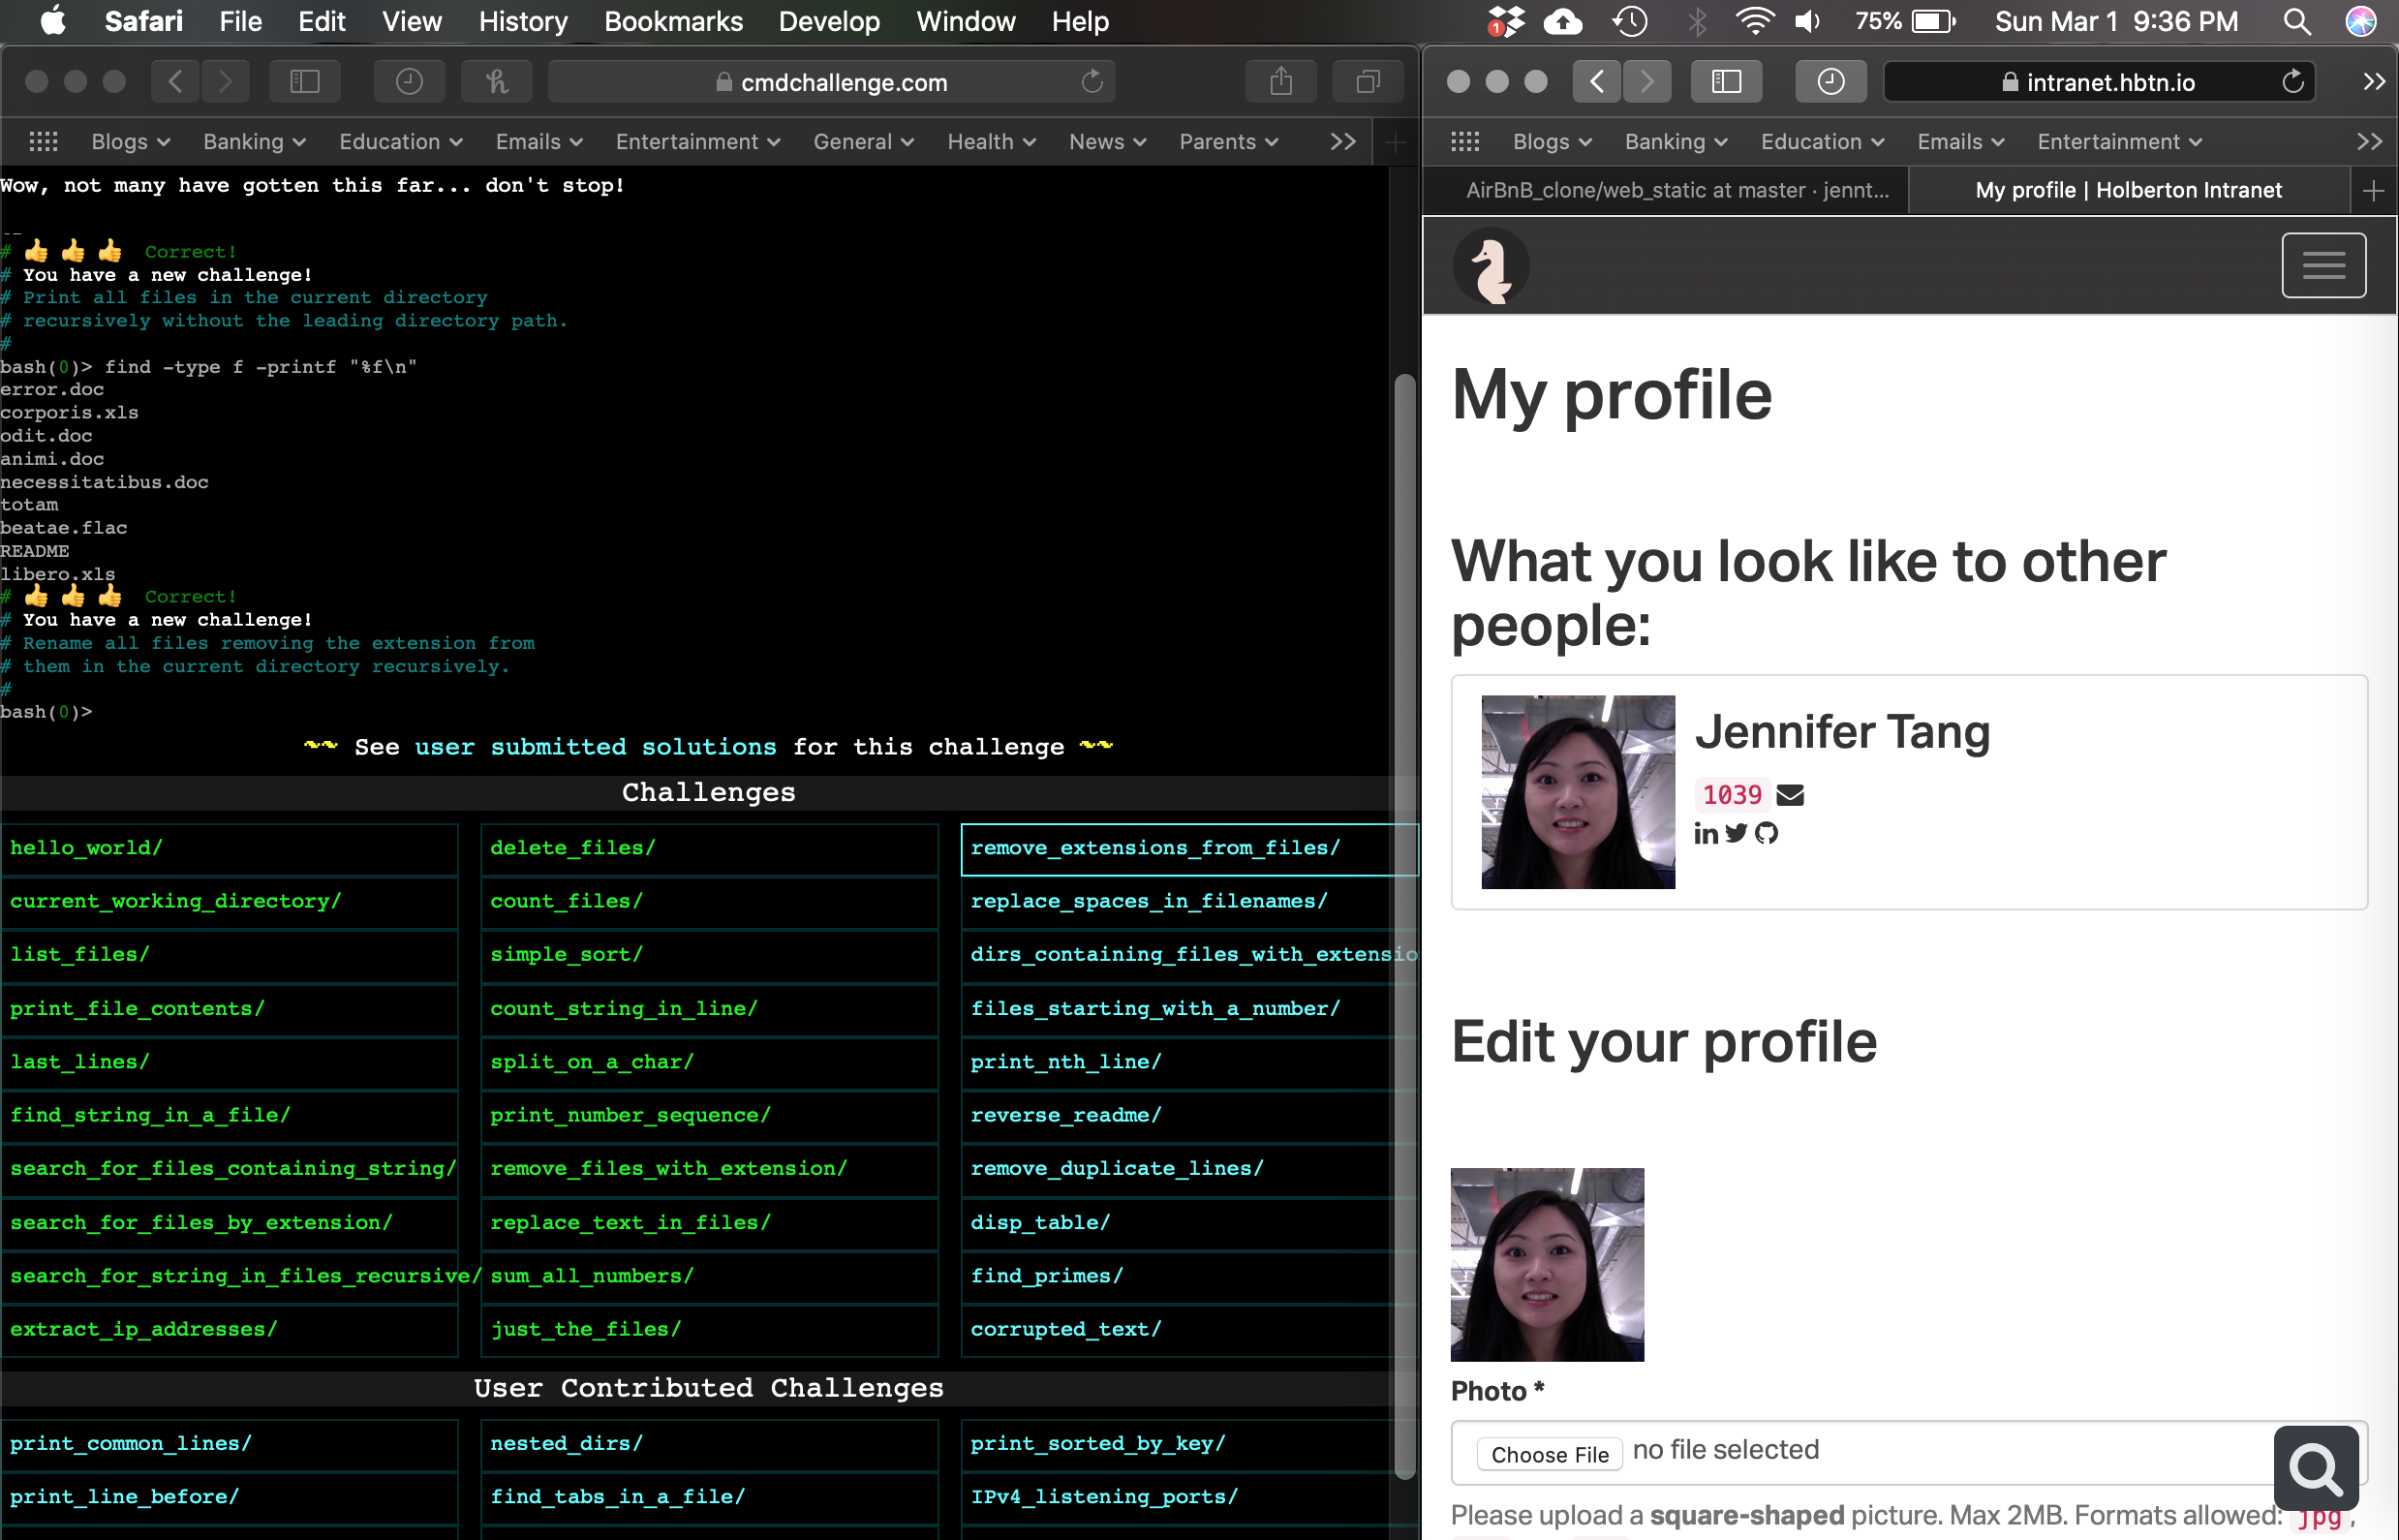 Safari File Edit View History Bookmarks Develop Window Help
1 75% Sun Mar 1 9:36 PM
cmdchallenge.com
Blogs Banking Education Emails Entertainment General Health News Parents
Wow, not many have gotten this far... don't stop!
--
# 👍 👍 👍 Correct!
# You have a new challenge!
# Print all files in the current directory
# recursively without the leading directory path.
#
bash(0)> find -type f -printf "%f\n"
error.doc
corporis.xls
odit.doc
animi.doc
necessitatibus.doc
totam
beatae.flac
README
libero.xls
# 👍 👍 👍 Correct!
# You have a new challenge!
# Rename all files removing the extension from
# them in the current directory recursively.
#
bash(0)>
~~ See user submitted solutions for this challenge ~~
Challenges
hello_world/ delete_files/ remove_extensions_from_files/
current_working_directory/ count_files/ replace_spaces_in_filenames/
list_files/ simple_sort/ dirs_containing_files_with_extensio
print_file_contents/ count_string_in_line/ files_starting_with_a_number/
last_lines/ split_on_a_char/ print_nth_line/
find_string_in_a_file/ print_number_sequence/ reverse_readme/
search_for_files_containing_string/ remove_files_with_extension/ remove_duplicate_lines/
search_for_files_by_extension/ replace_text_in_files/ disp_table/
search_for_string_in_files_recursive/ sum_all_numbers/ find_primes/
extract_ip_addresses/ just_the_files/ corrupted_text/
User Contributed Challenges
print_common_lines/ nested_dirs/ print_sorted_by_key/
print_line_before/ find_tabs_in_a_file/ IPv4_listening_ports/
intranet.hbtn.io
Blogs Banking Education Emails Entertainment
AirBnB_clone/web_static at master · jennt...
My profile | Holberton Intranet
My profile
What you look like to other
people:
Jennifer Tang
1039
in
Edit your profile
Photo *
Choose File no file selected
Please upload a square-shaped picture. Max 2MB. Formats allowed: jpg,